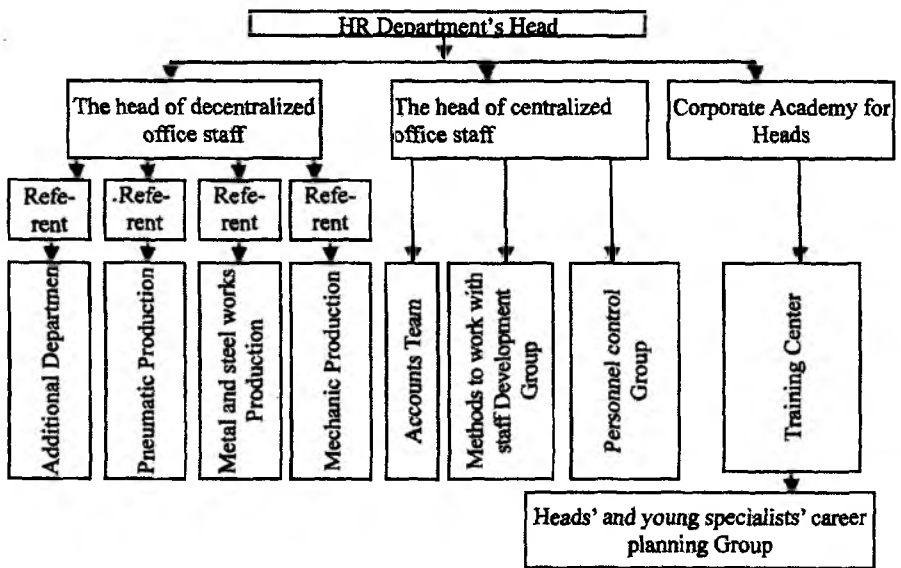 HR Department's Head
The head of decentralized
office staff
The head of centralized
office staff
Corporate Academy for
Heads
Refe-
rent
.Refe-
rent
Refe-
rent
Refe-
rent
Additional Departmen
Pneumatic Production
Metal and steel works
Production
Mechanic Production
Accounts Team
Methods to work with
staff Development
Group
Personnel control
Group
Training Center
Heads' and young specialists' career
planning Group